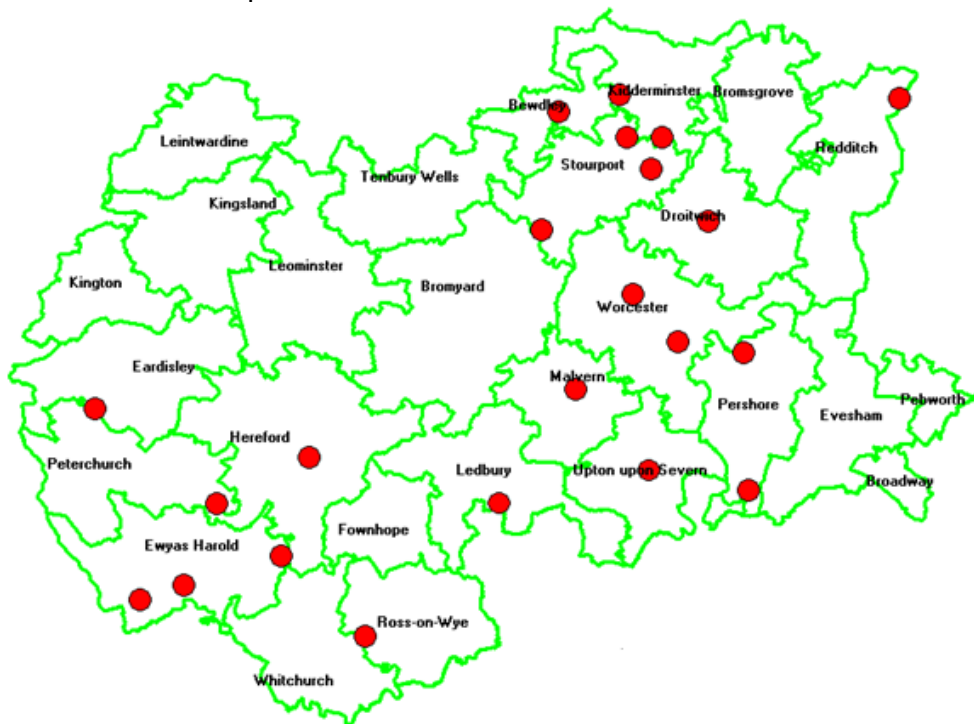 Kidderminster
Bromsgrove
Bewdley
Leintwardine
Redditch
Stourport
Tenbury Wells
Kingsland
Droitwich
Leominster
Kington
Bromyard
Worcester
Eardisley
Malvern
Pebworth
Pershore
Evesham
Hereford
Peterchurch
Ledbury
Upton upon Severn
Broadway
Fownhope
Ewyas Harold
Ross-on-Wye
Whitchurch